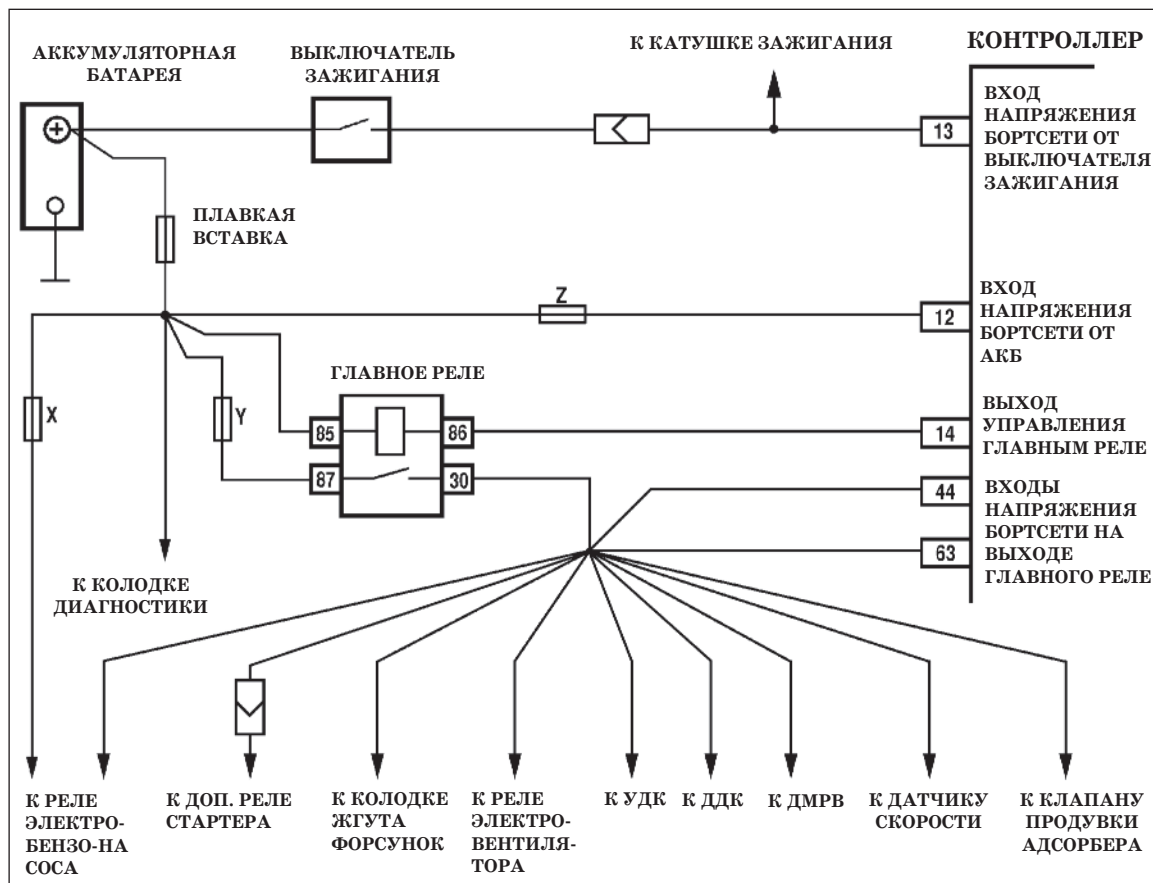 АККУМУЛЯТОРНАЯ
БАТАРЕЯ
ВЫКЛЮЧАТЕЛЬ
ЗАЖИГАНИЯ
К КАТУШКЕ ЗАЖИГАНИЯ
КОНТРОЛЛЕР
13
ВХОД
НАПРЯЖЕНИЯ
БОРТСЕТИ ОТ
ВЫКЛЮЧАТЕЛЯ
ЗАЖИГАНИЯ
ПЛАВКАЯ
ВСТАВКА
Z
12
ВХОД
НАПРЯЖЕНИЯ
БОРТСЕТИ ОТ
АКБ
X
Y
ГЛАВНОЕ РЕЛЕ
85
86
87
30
14
ВЫХОД
УПРАВЛЕНИЯ
ГЛАВНЫМ РЕЛЕ
44
63
ВХОДЫ
НАПРЯЖЕНИЯ
БОРТСЕТИ НА
ВЫХОДЕ
ГЛАВНОГО РЕЛЕ
К КОЛОДКЕ
ДИАГНОСТИКИ
К РЕЛЕ
ЭЛЕКТРО-
БЕНЗО-НА
СОСА
К ДОП. РЕЛЕ
СТАРТЕРА
К КОЛОДКЕ
ЖГУТА
ФОРСУНОК
К РЕЛЕ
ЭЛЕКТРО-
ВЕНТИЛЯ-
ТОРА
К УДК
К ДДК
К ДМРВ
К ДАТЧИКУ
СКОРОСТИ
К КЛАПАНУ
ПРОДУВКИ
АДСОРБЕРА